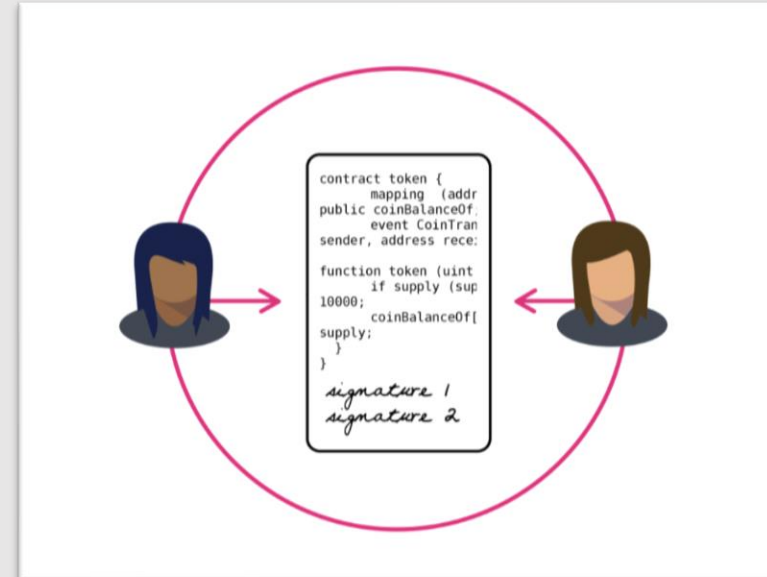 contract token {
mapping (addr
public coinBalanceOf
event CoinTran
sender, address rece
function token (uint
if supply (sup
10000;
coinBalanceOf[
supply;
}
}
signature 1
signature 2